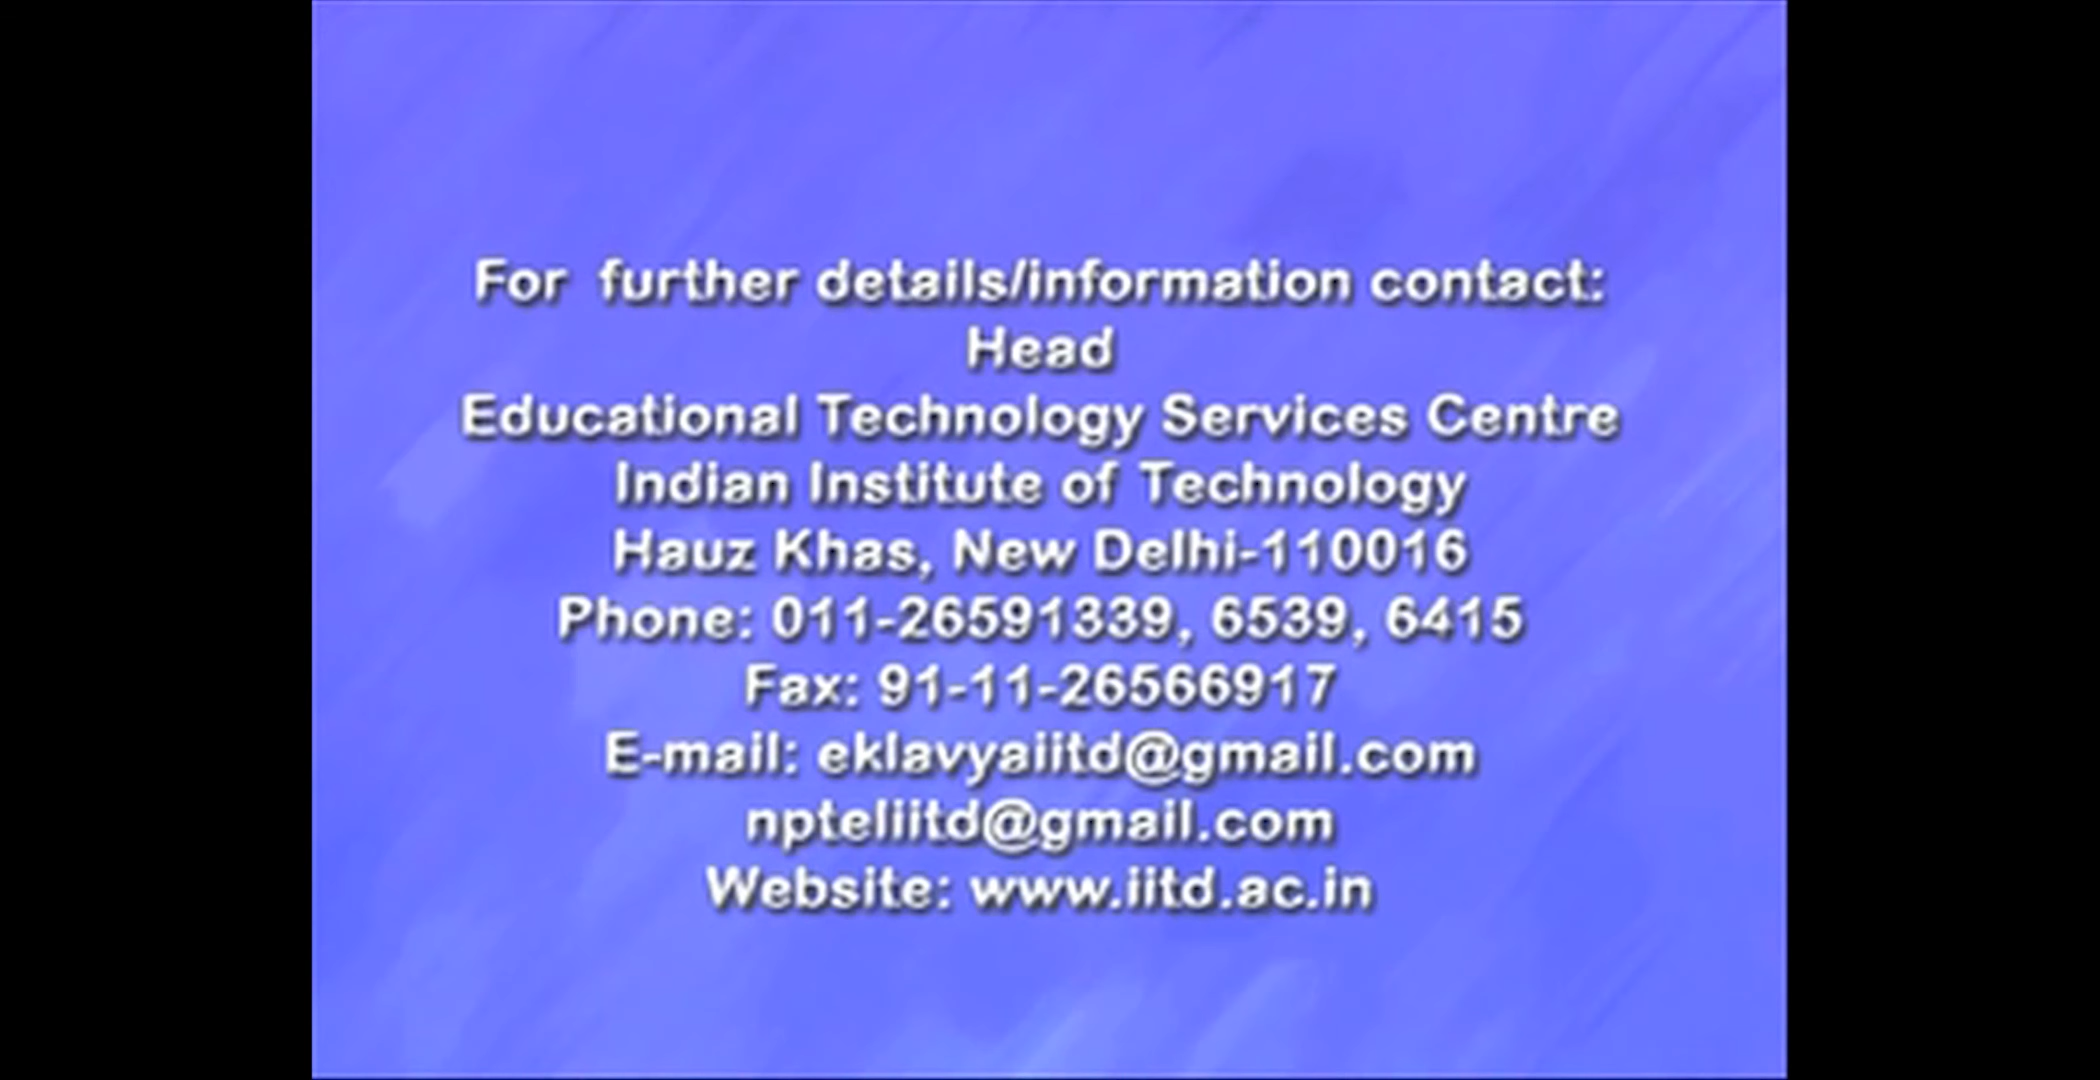 For further details/information contact:
Head
Educational Technology Services Centre
Indian Institute of Technology
Hauz Khas, New Delhi-110016
Phone: 011-26591339, 6539, 6415
Fax: 91-11-26566917
E-mail: eklavyaiitd@gmail.com
npteliitd@gmail.com
Website: www.iitd.ac.in